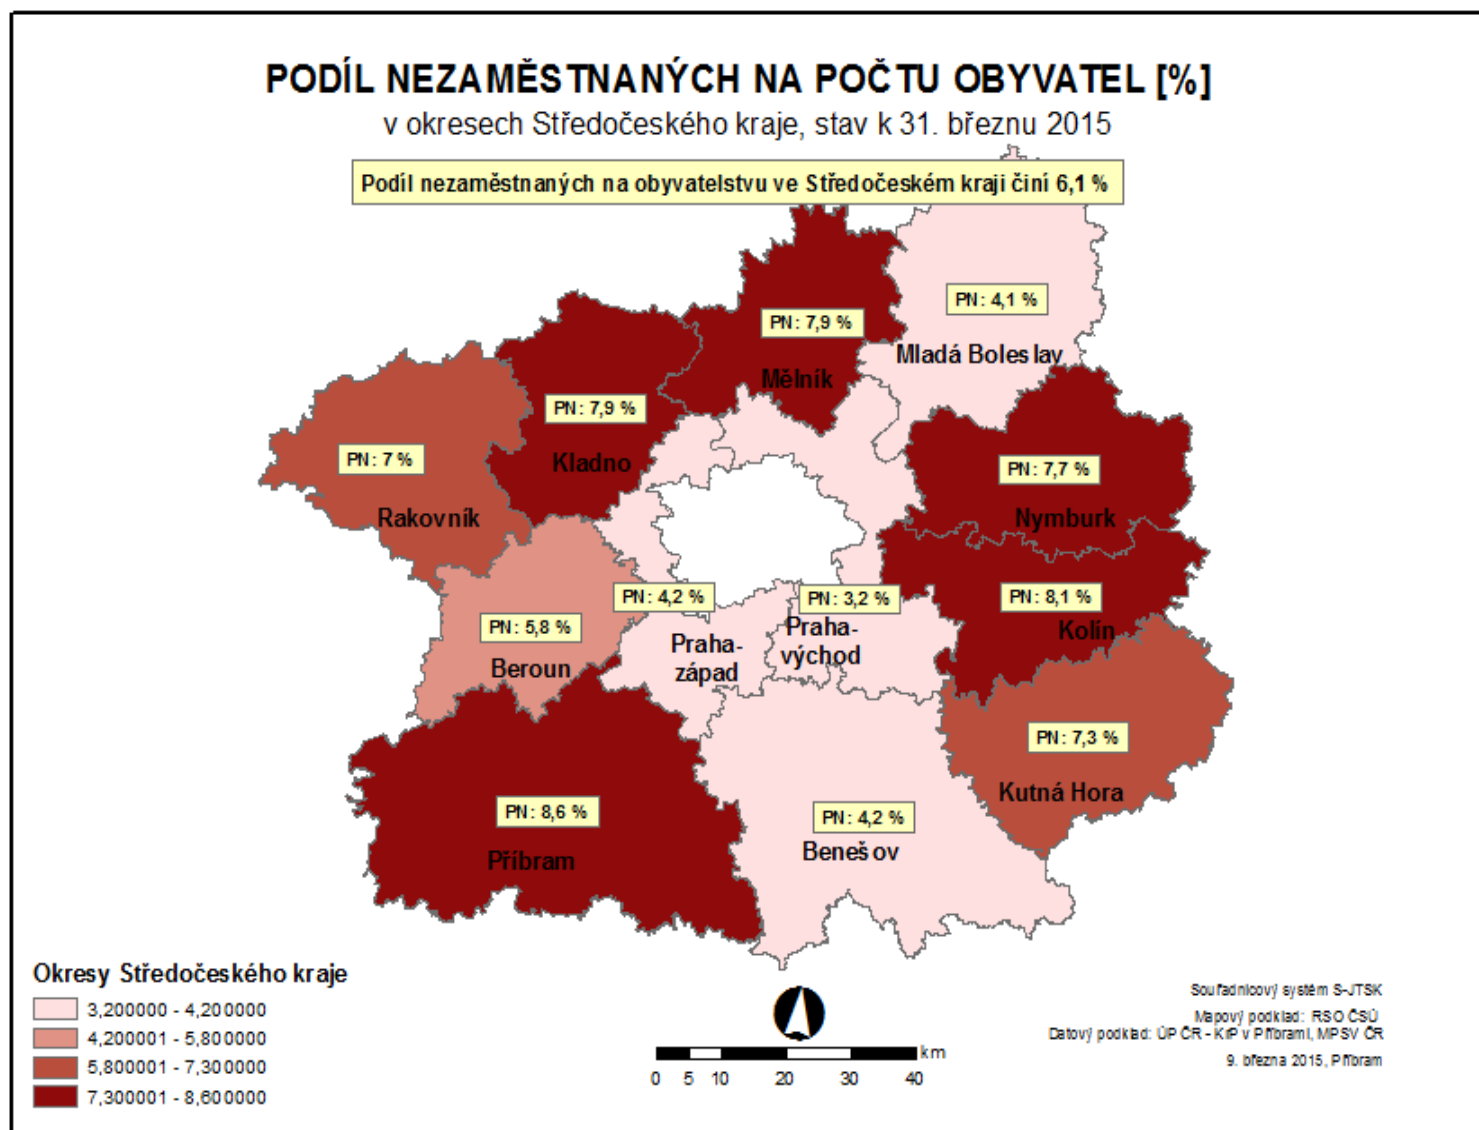 PODÍL NEZAMĚSTNANÝCH NA POČTU OBYVATEL [%]
v okresech Středočeského kraje, stav k 31. březnu 2015
Podíl nezaměstnaných na obyvatelstvu ve Středočeském kraji činí 6,1 %
PN: 4,1 %
Mladá Boleslav
PN: 7,9 %
Mělník
PN: 7,9 %
Kladno
PN: 7 %
Rakovník
PN: 7,7 %
Nymburk
PN: 4,2 %
Praha-
západ
PN: 3,2 %
Praha-
východ
PN: 8,1 %
Kolín
PN: 5,8 %
Beroun
PN: 7,3 %
Kutná Hora
PN: 8,6 %
Příbram
PN: 4,2 %
Benešov
Okresy Středočeského kraje
3,200000 - 4,200000
4,200001 - 5,800000
5,800001 - 7,300000
7,300001 - 8,600000
km
0 5 10 20 30 40
Souřadnicový systém S-JTSK
Mapový podklad: RSO ČSÚ
Datový podklad: ÚP ČR - KrP v Příbrami, MPSV ČR
9. března 2015, Příbram